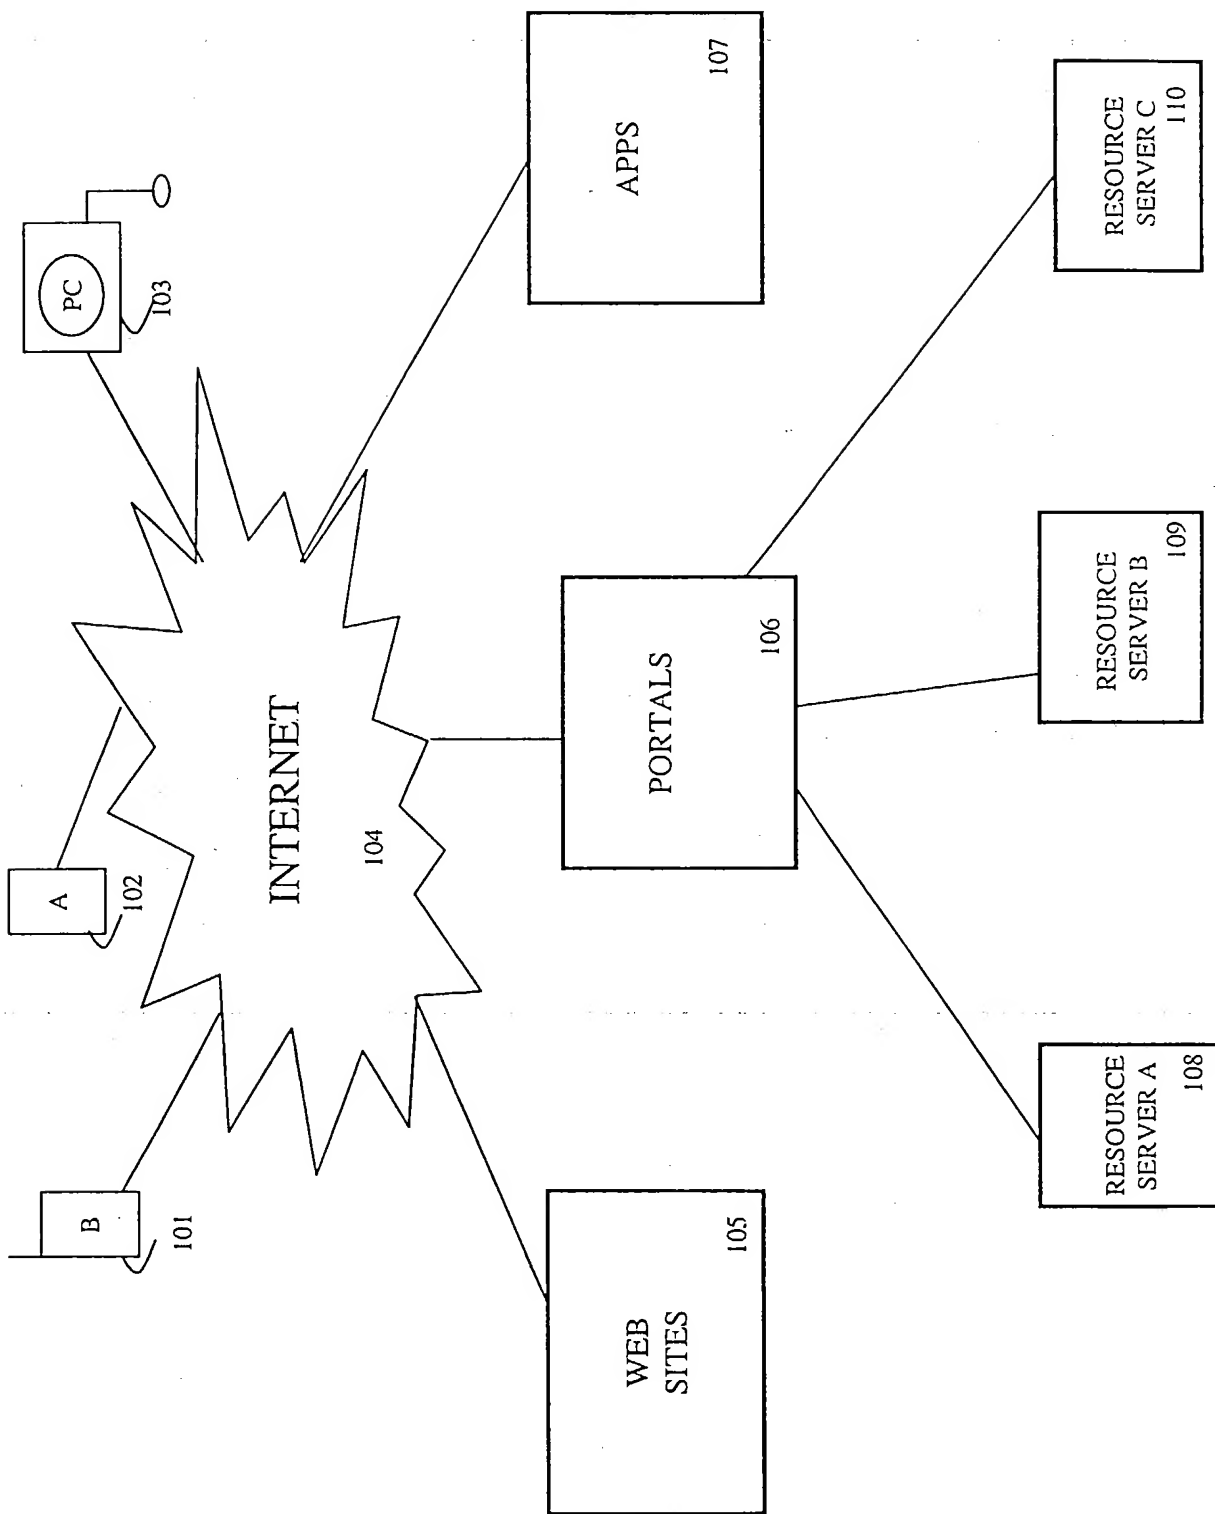 B
101
A
102
PC
103
INTERNET
104
WEB
SITES
105
PORTALS
106
APPS
107
RESOURCE
SERVER A
108
RESOURCE
SERVER B
109
RESOURCE
SERVER C
110